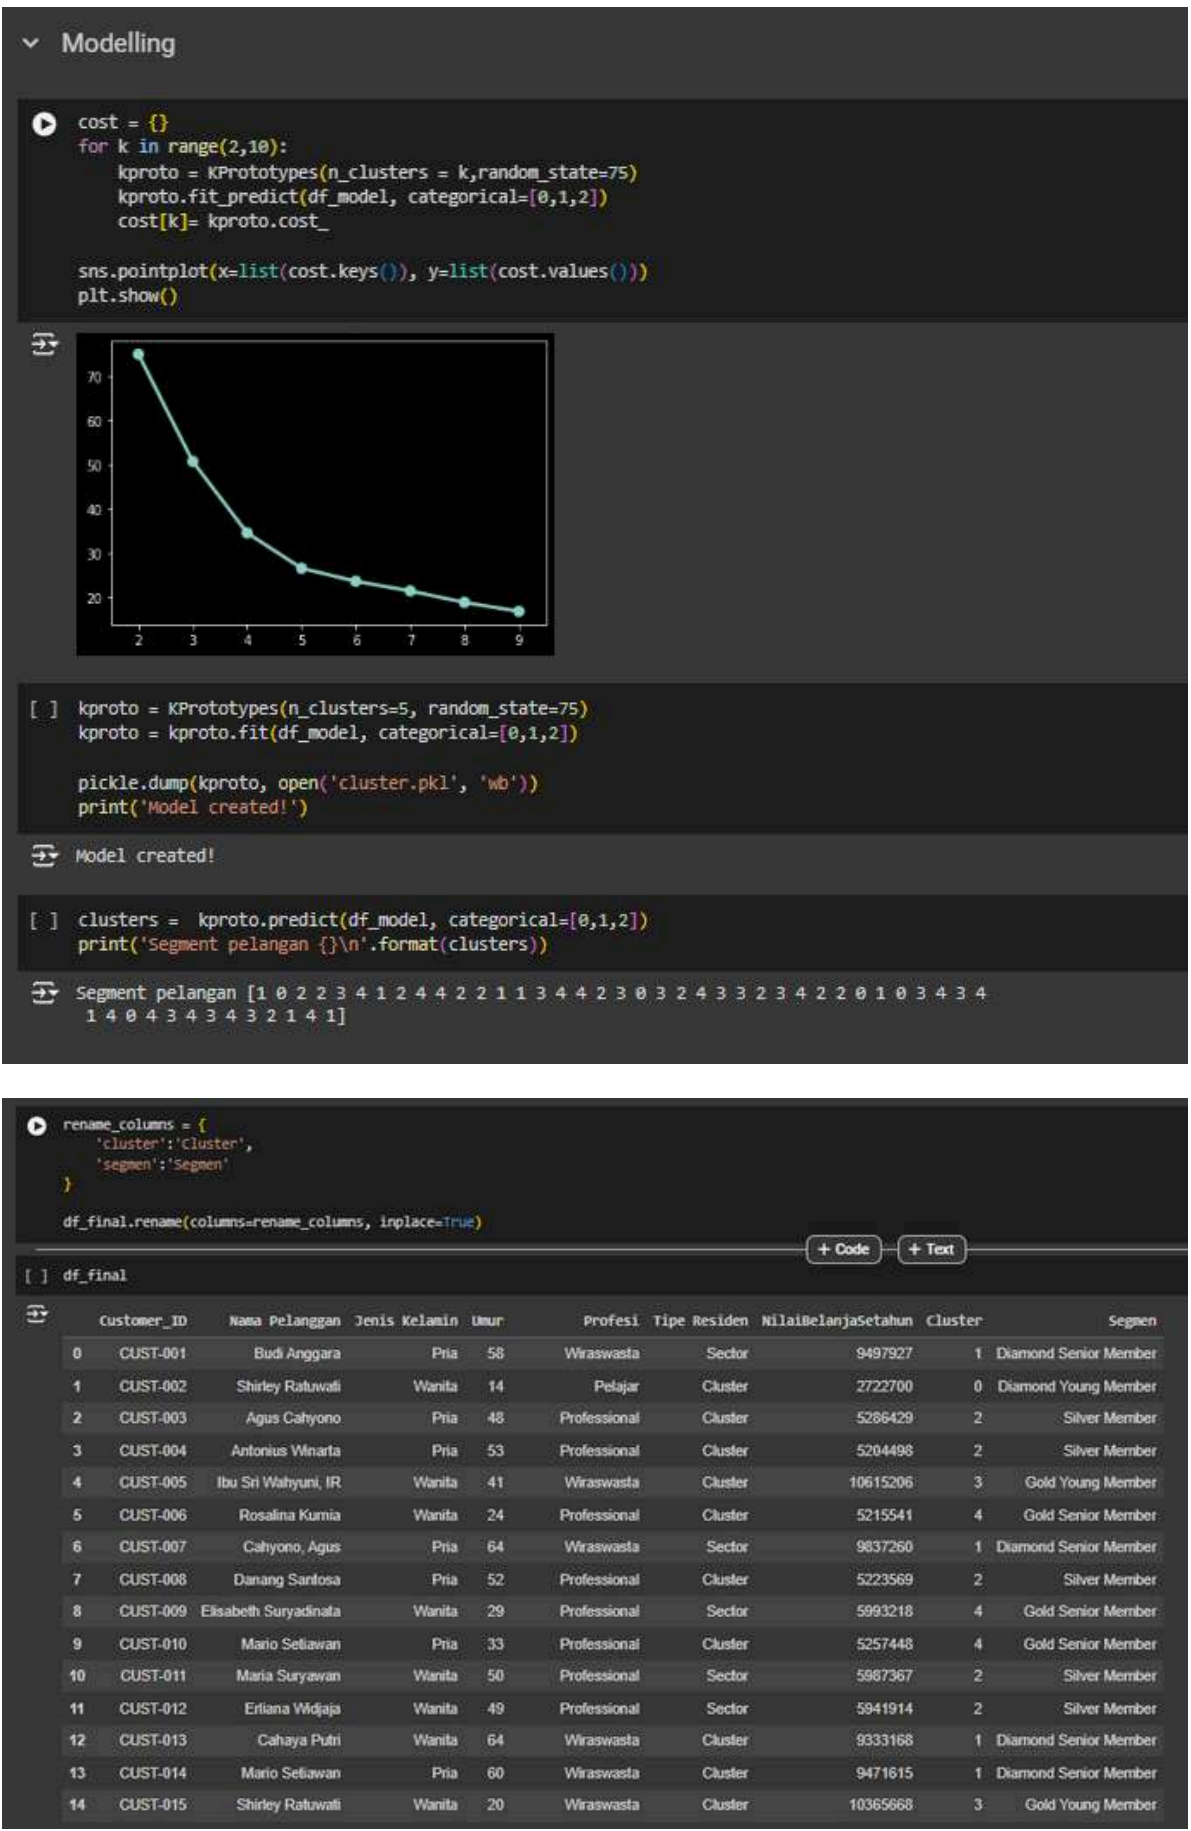 Modelling
cost = {}
for k in range(2,10):
    kproto = KPrototypes(n_clusters = k,random_state=75)
    kproto.fit_predict(df_model, categorical=[0,1,2])
    cost[k]= kproto.cost_
sns.pointplot(x=list(cost.keys()), y=list(cost.values()))
plt.show()
70
60
50
40
30
20
2 3 4 5 6 7 8 9
[ ] kproto = KPrototypes(n_clusters=5, random_state=75)
kproto = kproto.fit(df_model, categorical=[0,1,2])
pickle.dump(kproto, open('cluster.pkl', 'wb'))
print('Model created!')
Model created!
[ ] clusters =  kproto.predict(df_model, categorical=[0,1,2])
print('Segment pelangan {}\n'.format(clusters))
Segment pelangan [1 0 2 2 3 4 1 2 4 4 2 2 1 1 3 4 4 2 3 0 3 2 4 3 3 2 3 4 2 2 0 1 0 3 4 3 4
1 4 0 4 3 4 3 4 3 2 1 4 1]
rename_columns = {
    'cluster':'Cluster',
    'segmen':'Segmen'
}
df_final.rename(columns=rename_columns, inplace=True)
+ Code + Text
[ ] df_final
Customer_ID Nama Pelanggan Jenis Kelamin Umur Profesi Tipe Residen NilaiBelanjaSetahun Cluster Segmen
0 CUST-001 Budi Anggara Pria 58 Wiraswasta Sector 9497927 1 Diamond Senior Member
1 CUST-002 Shirley Ratuwati Wanita 14 Pelajar Cluster 2722700 0 Diamond Young Member
2 CUST-003 Agus Cahyono Pria 48 Professional Cluster 5286429 2 Silver Member
3 CUST-004 Antonius Winarta Pria 53 Professional Cluster 5204498 2 Silver Member
4 CUST-005 Ibu Sri Wahyuni, IR Wanita 41 Wiraswasta Cluster 10615206 3 Gold Young Member
5 CUST-006 Rosalina Kurnia Wanita 24 Professional Cluster 5215541 4 Gold Senior Member
6 CUST-007 Cahyono, Agus Pria 64 Wiraswasta Sector 9837260 1 Diamond Senior Member
7 CUST-008 Danang Santosa Pria 52 Professional Cluster 5223569 2 Silver Member
8 CUST-009 Elisabeth Suryadinata Wanita 29 Professional Sector 5993218 4 Gold Senior Member
9 CUST-010 Mario Setiawan Pria 33 Professional Cluster 5257448 4 Gold Senior Member
10 CUST-011 Maria Suryawan Wanita 50 Professional Sector 5987367 2 Silver Member
11 CUST-012 Erliana Widjaja Wanita 49 Professional Sector 5941914 2 Silver Member
12 CUST-013 Cahaya Putri Wanita 64 Wiraswasta Cluster 9333168 1 Diamond Senior Member
13 CUST-014 Mario Setiawan Pria 60 Wiraswasta Cluster 9471615 1 Diamond Senior Member
14 CUST-015 Shirley Ratuwati Wanita 20 Wiraswasta Cluster 10365668 3 Gold Young Member